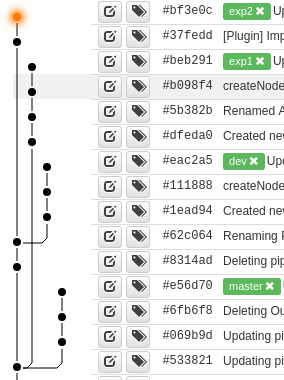 #bf3e0c exp2 ✖ Up
#37fedd [Plugin] Imp
#beb291 exp1 ✖ Up
#b098f4 createNode
#5b382b Renamed A
#dfeda0 Created new
#eac2a5 dev ✖ Upd
#111888 createNode
#1ead94 Created new
#62c064 Renaming P
#8314ad Deleting pip
#e56d70 master ✖
#6fb6f8 Deleting Ou
#069b9d Updating pi
#533821 Updating pi